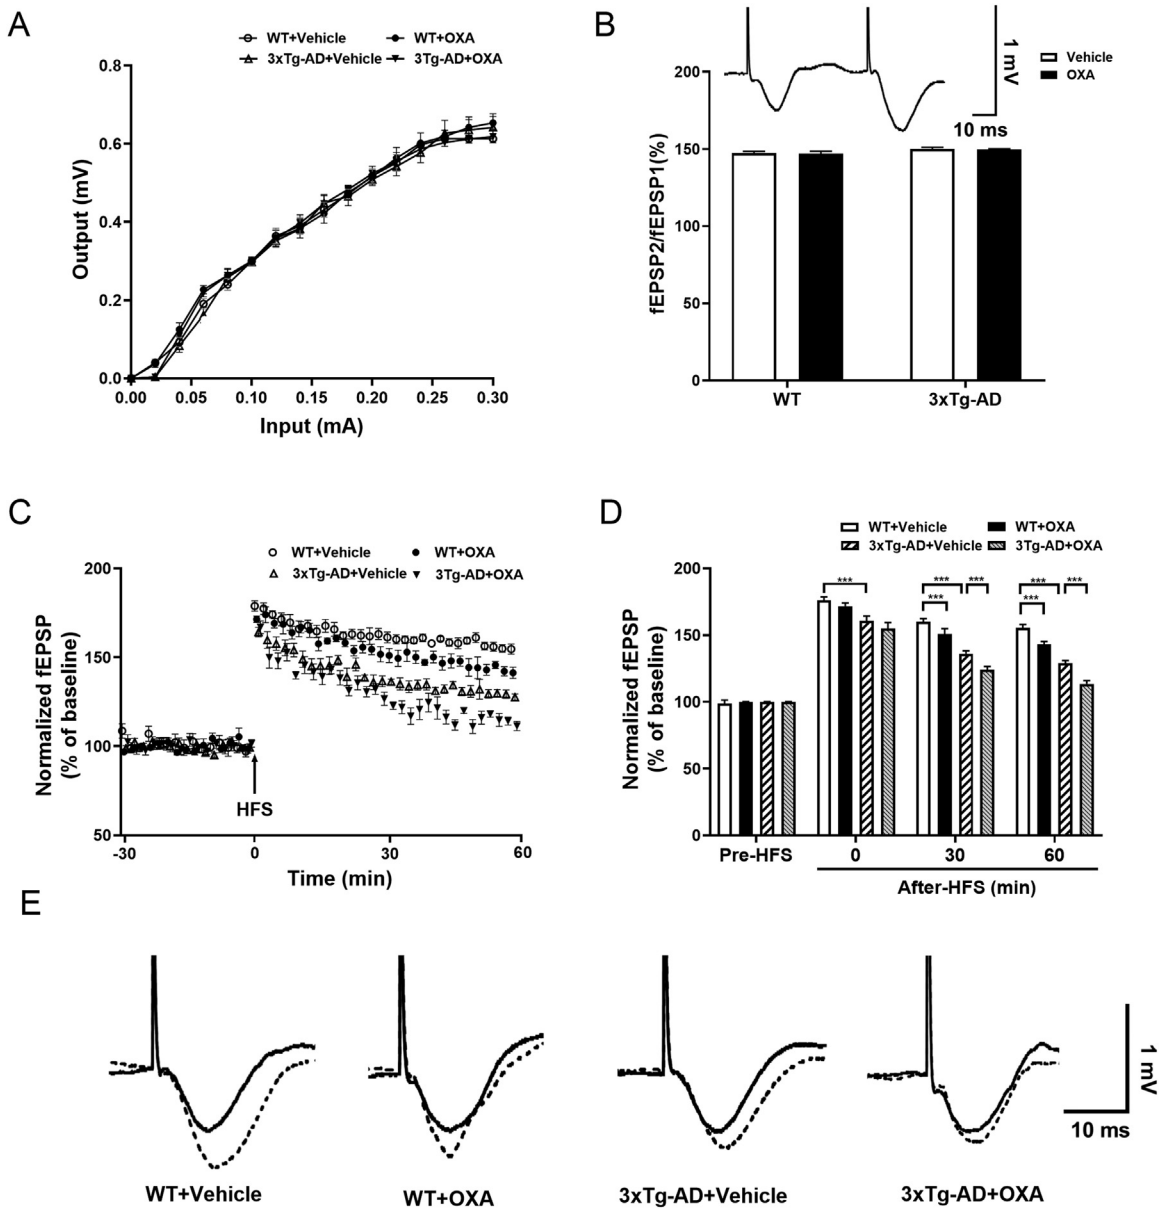 A
WT+Vehicle WT+OXA
3xTg-AD+Vehicle 3Tg-AD+OXA
0.8
0.6
0.4
0.2
0.0
Output (mV)
0.00 0.05 0.10 0.15 0.20 0.25 0.30
Input (mA)
B
Vehicle
OXA
1 mV
10 ms
200
150
100
50
0
fEPSP2/fEPSP1(%)
WT 3xTg-AD
C
WT+Vehicle WT+OXA
3xTg-AD+Vehicle 3Tg-AD+OXA
200
150
100
50
Normalized fEPSP
(% of baseline)
HFS
-30 0 30 60
Time (min)
D
WT+Vehicle WT+OXA
3xTg-AD+Vehicle 3Tg-AD+OXA
200
150
100
50
0
Normalized fEPSP
(% of baseline)
*** *** *** *** ***
*** ***
Pre-HFS 0 30 60
After-HFS (min)
E
1 mV
10 ms
WT+Vehicle WT+OXA 3xTg-AD+Vehicle 3xTg-AD+OXA